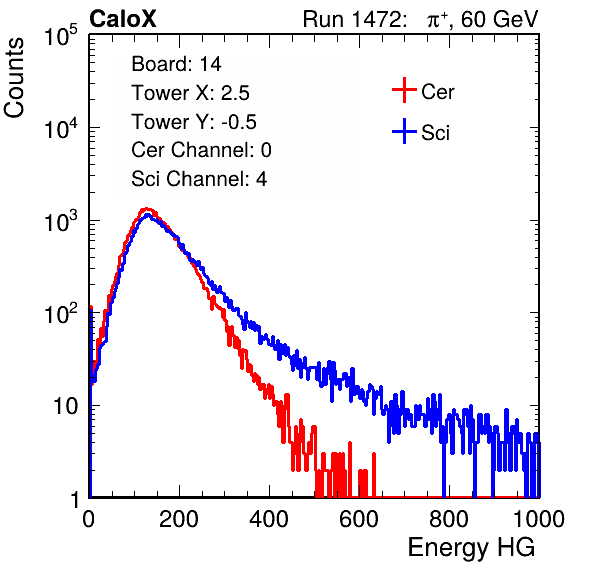 CaloX Run 1472: π⁺, 60 GeV
Counts
10⁵
10⁴
10³
10²
10
1
Board: 14
Tower X: 2.5
Tower Y: -0.5
Cer Channel: 0
Sci Channel: 4
Cer
Sci
0 200 400 600 800 1000
Energy HG